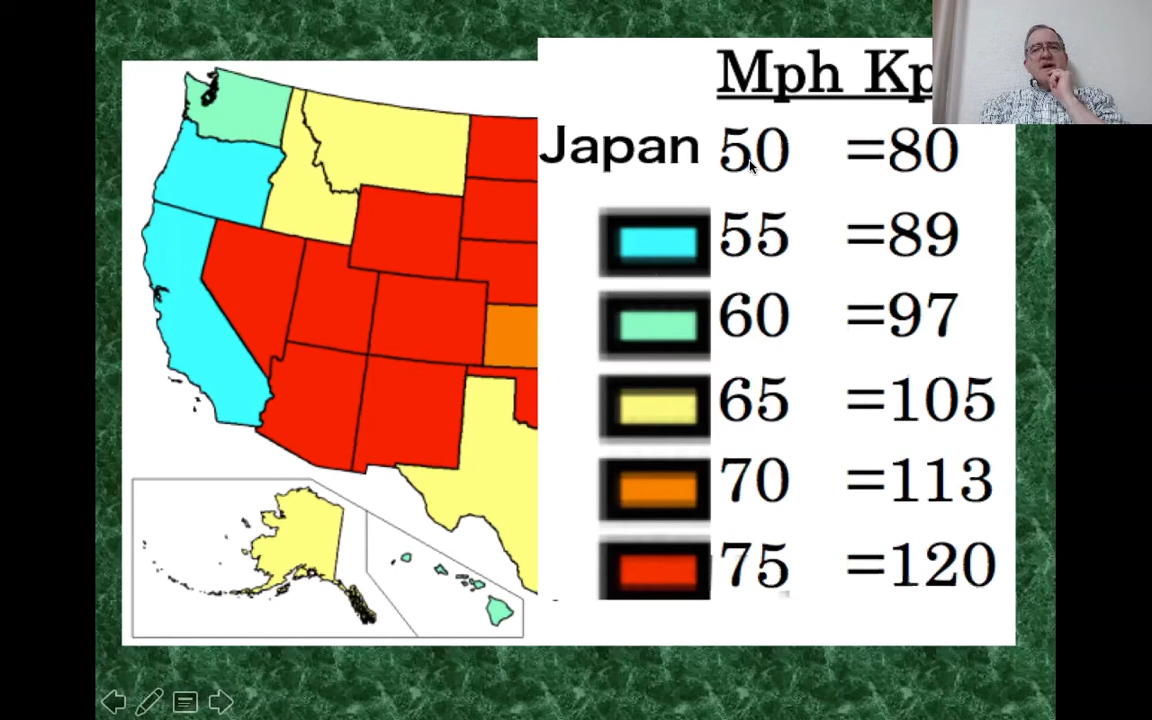 Mph Kp
Japan 50 =80
55 =89
60 =97
65 =105
70 =113
75 =120